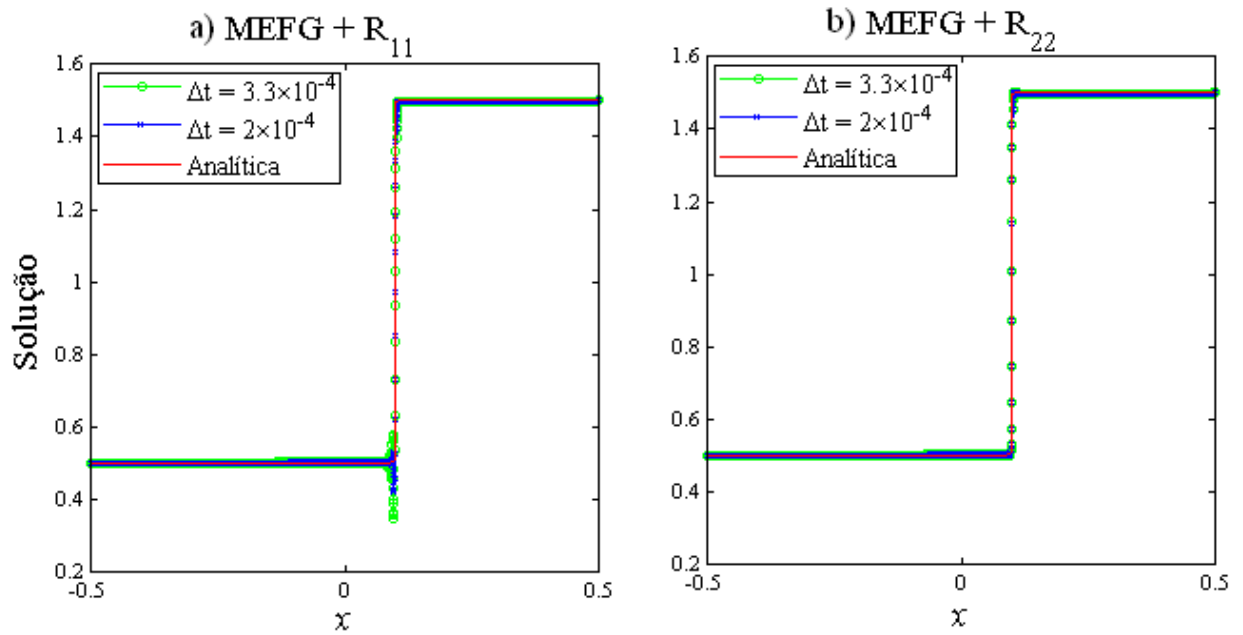 a) MEFG + R₁₁
1.6
1.4
1.2
1
0.8
0.6
0.4
0.2
Δt = 3.3×10⁻⁴
Δt = 2×10⁻⁴
Analítica
Solução
-0.5
0
0.5
x
b) MEFG + R₂₂
1.6
1.4
1.2
1
0.8
0.6
0.4
0.2
Δt = 3.3×10⁻⁴
Δt = 2×10⁻⁴
Analítica
-0.5
0
0.5
x